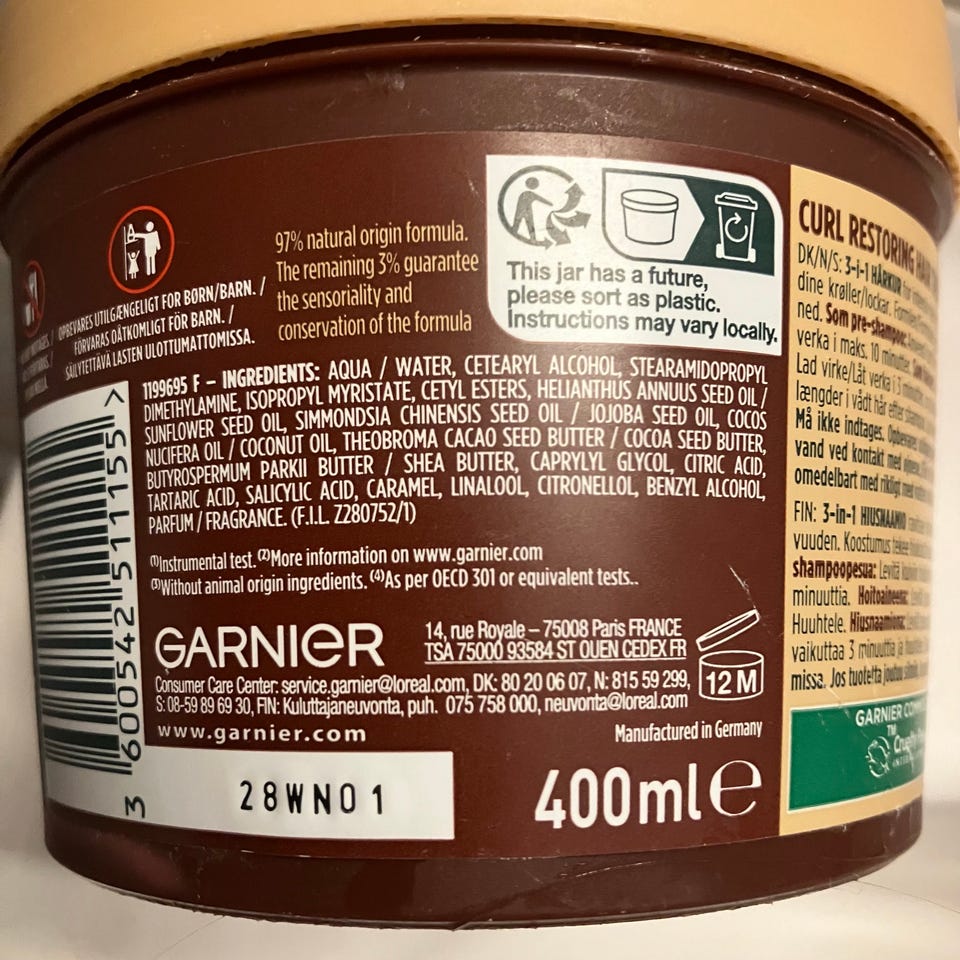 OPBEVARES UTILGÆNGELIGT FOR BØRN/BARN. /
FÖRVARAS OÅTKOMLIGT FÖR BARN. /
SÄILYTETTÄVÄ LASTEN ULOTTUMATTOMISSA.
97% natural origin formula.
The remaining 3% guarantee
the sensoriality and
conservation of the formula
This jar has a future,
please sort as plastic.
Instructions may vary locally.
1199695 F – INGREDIENTS: AQUA / WATER, CETEARYL ALCOHOL, STEARAMIDOPROPYL
DIMETHYLAMINE, ISOPROPYL MYRISTATE, CETYL ESTERS, HELIANTHUS ANNUUS SEED OIL /
SUNFLOWER SEED OIL, SIMMONDSIA CHINENSIS SEED OIL / JOJOBA SEED OIL, COCOS
NUCIFERA OIL / COCONUT OIL, THEOBROMA CACAO SEED BUTTER / COCOA SEED BUTTER,
BUTYROSPERMUM PARKII BUTTER / SHEA BUTTER, CAPRYLYL GLYCOL, CITRIC ACID,
TARTARIC ACID, SALICYLIC ACID, CARAMEL, LINALOOL, CITRONELLOL, BENZYL ALCOHOL,
PARFUM / FRAGRANCE. (F.I.L. Z280752/1)
(1)Instrumental test. (2)More information on www.garnier.com
(3)Without animal origin ingredients. (4)As per OECD 301 or equivalent tests..
GARNIER
14, rue Royale – 75008 Paris FRANCE
TSA 75000 93584 ST OUEN CEDEX FR
Consumer Care Center: service.garnier@loreal.com, DK: 80 20 06 07, N: 815 59 299,
S: 08-59 89 69 30, FIN: Kuluttajaneuvonta, puh. 075 758 000, neuvonta@loreal.com
www.garnier.com
12 M
Manufactured in Germany
28WN01
400ml e
3 600542 511155 >
CURL RESTORING
DK/N/S: 3-i-1 HÅRKUR
dine krøller/lockar.
ned. Som pre-shampoo:
verka i maks. 10 minutter.
Lad virke/Låt verka i 3
længder i vådt hår
Må ikke indtages.
vand ved kontakt med
omedelbart med rikligt med
FIN: 3-in-1 HIUSNAAMIO
vuuden. Koostumus
shampoopesua: Levitä
minuuttia. Hoitoaineena:
Huuhtele. Hiusnaamiona:
vaikuttaa 3 minuuttia ja
missa. Jos tuotetta joutuu
GARNIER
TM